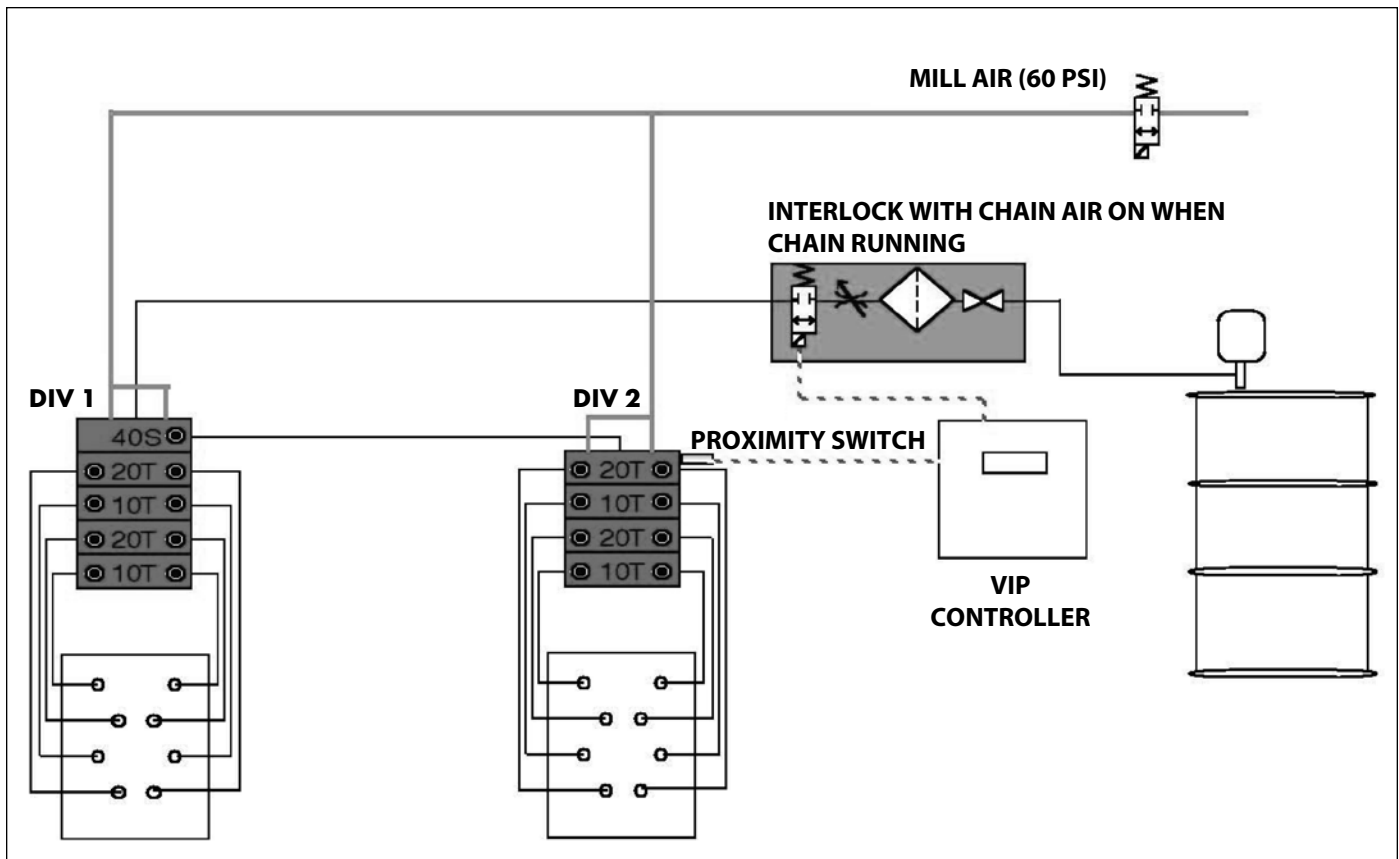 MILL AIR (60 PSI)
INTERLOCK WITH CHAIN AIR ON WHEN
CHAIN RUNNING
DIV 1
DIV 2
40S
PROXIMITY SWITCH
20T
20T
10T
10T
20T
20T
10T
10T
VIP
CONTROLLER